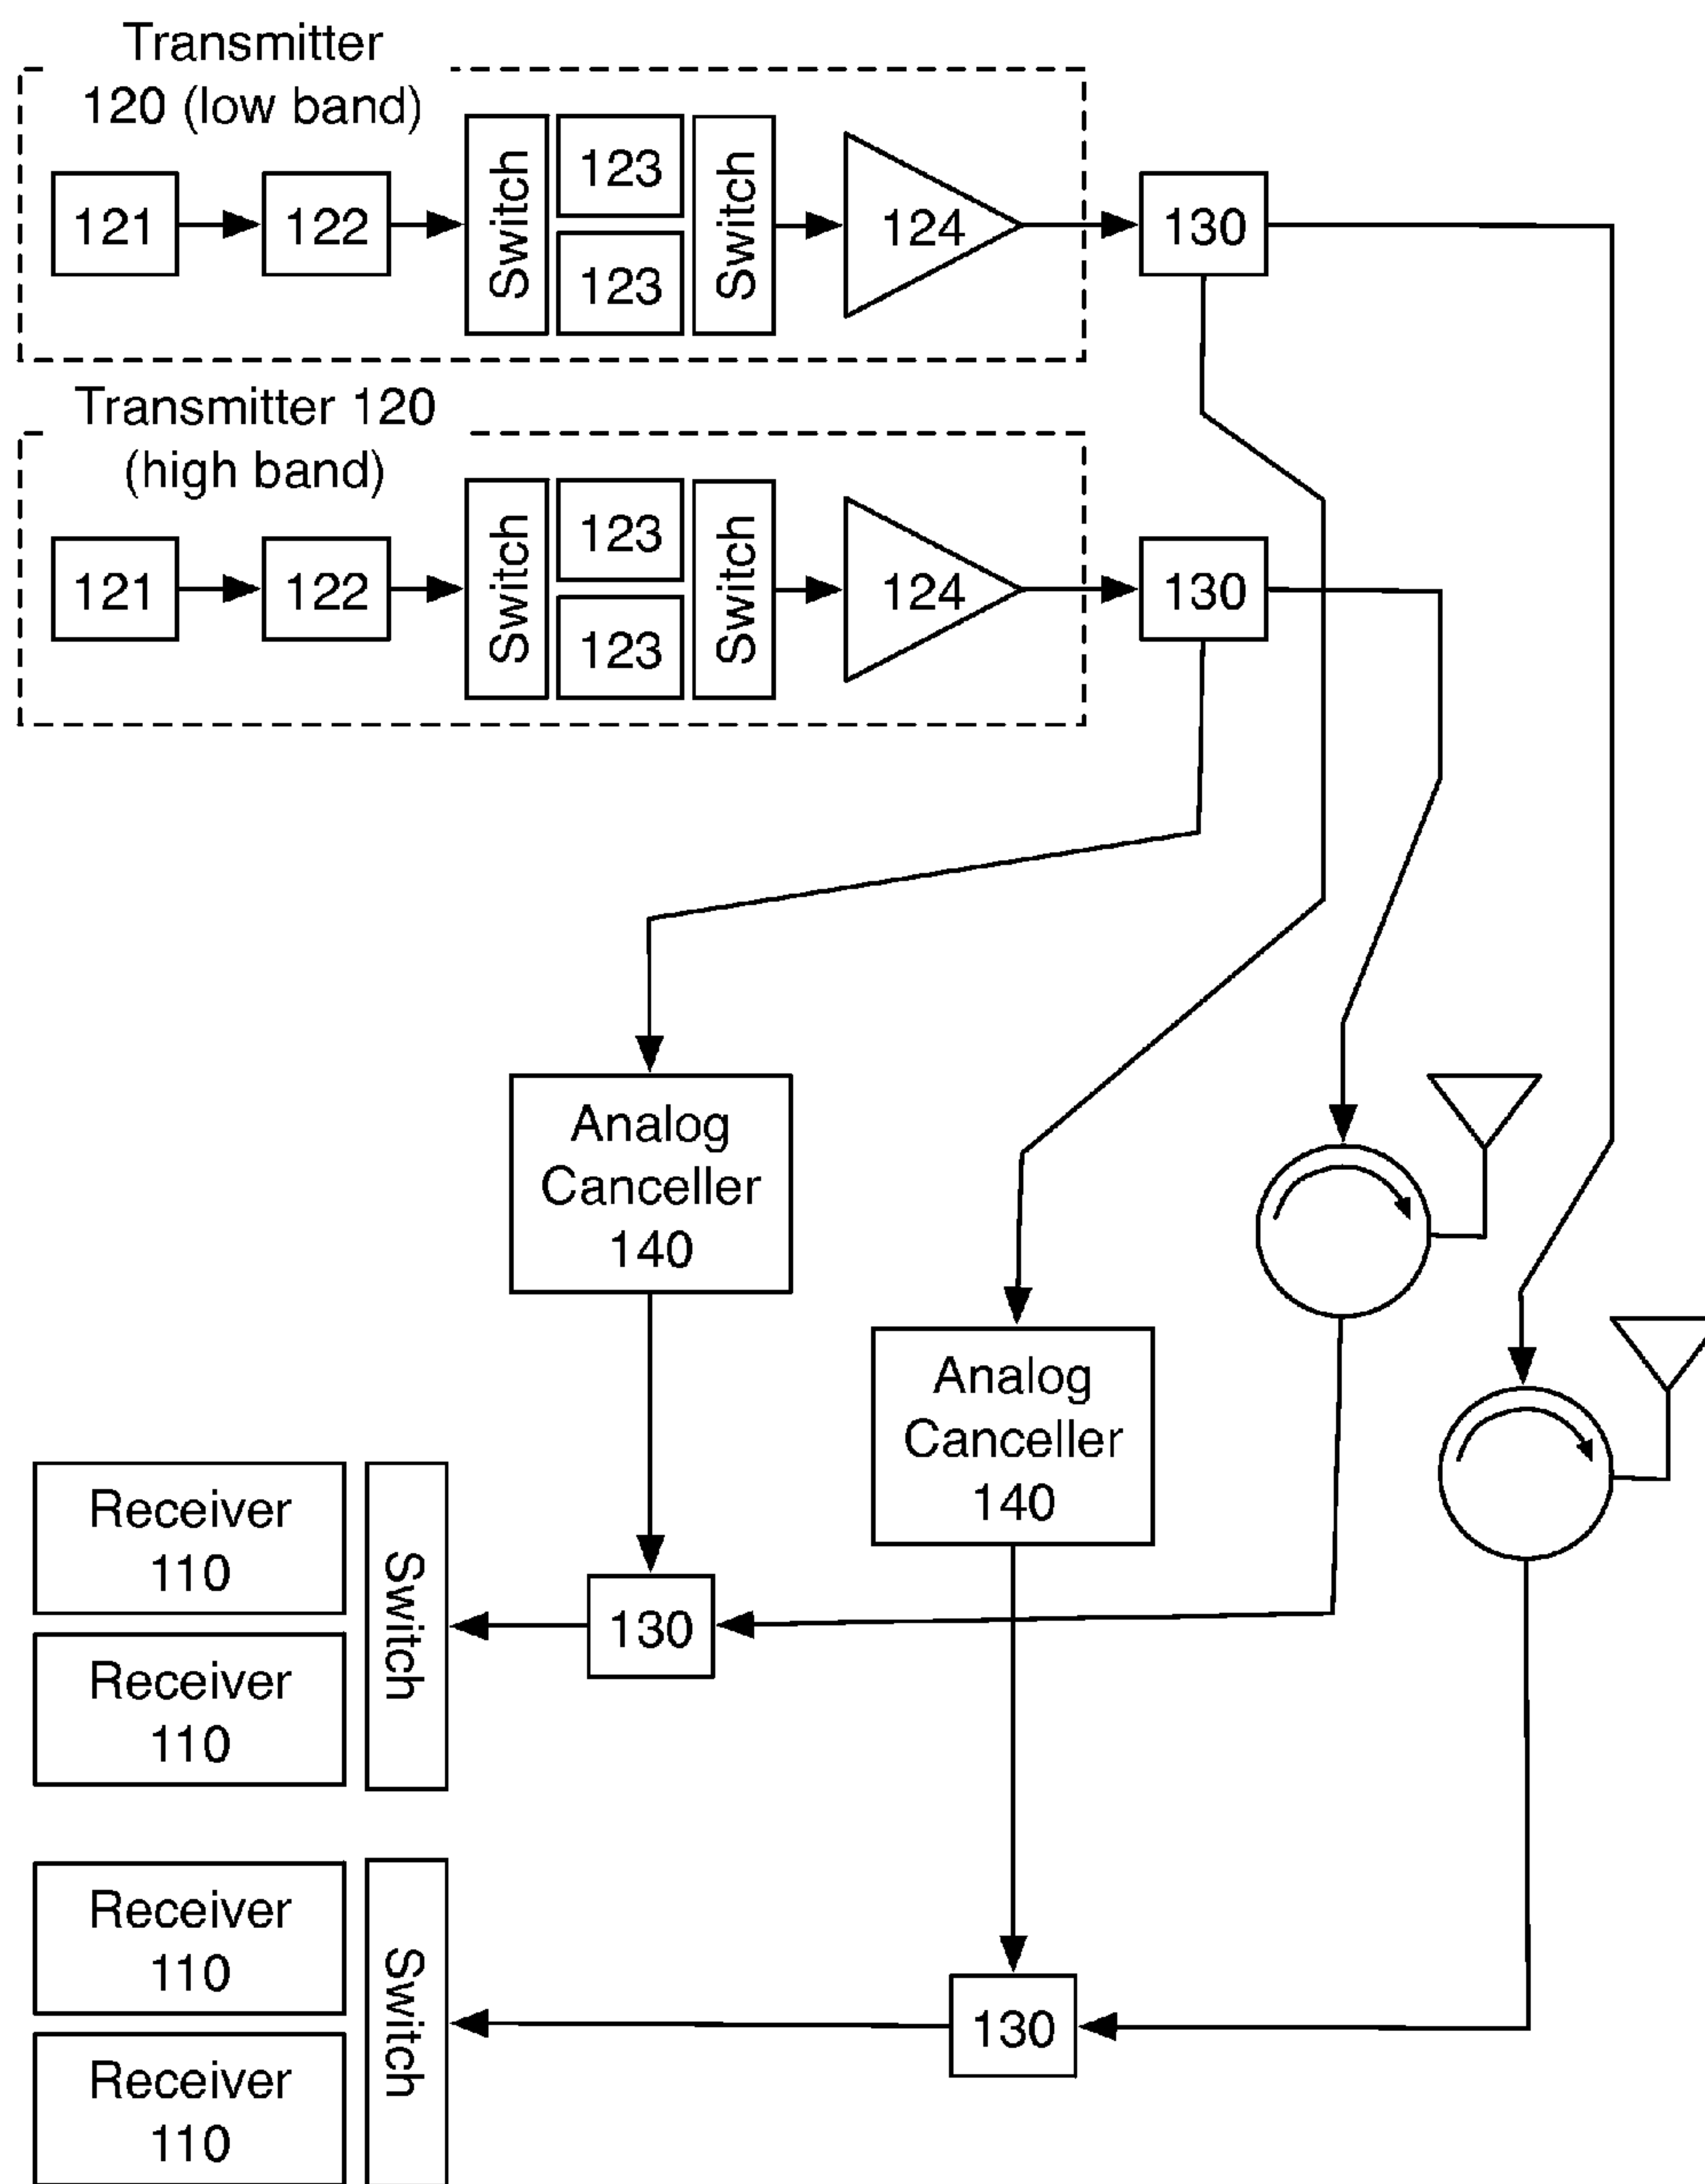 Transmitter
120 (low band)
121
122
Switch
123
123
Switch
124
130
Transmitter 120
(high band)
121
122
Switch
123
123
Switch
124
130
Analog
Canceller
140
Analog
Canceller
140
Receiver
110
Receiver
110
Switch
130
Receiver
110
Receiver
110
Switch
130